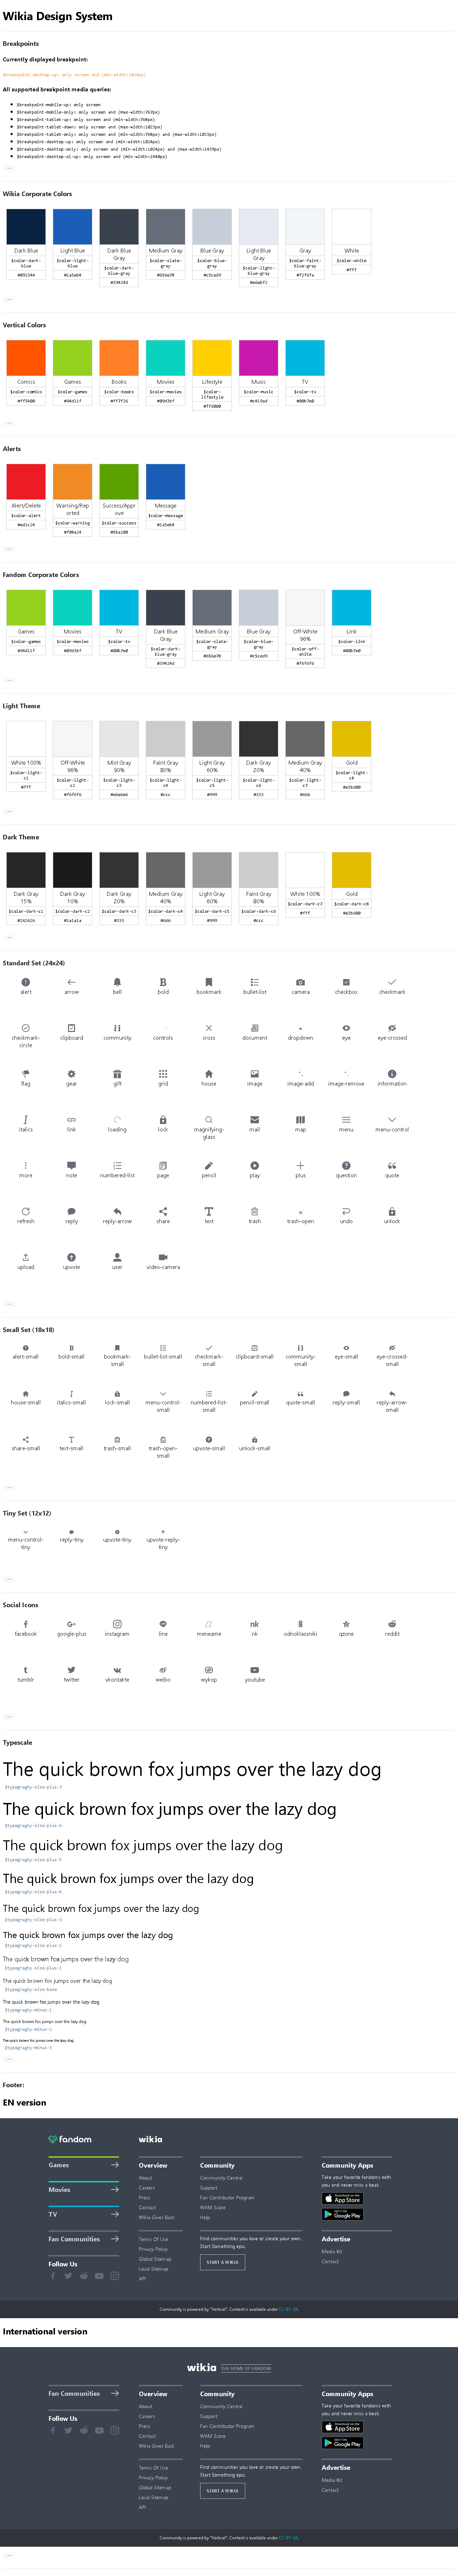 Wikia Design System
Breakpoints
Currently displayed breakpoint:
$breakpoint-desktop-up: only screen and (min-width:1024px)
All supported breakpoint media queries:
$breakpoint-mobile-up: only screen
$breakpoint-mobile-only: only screen and (max-width:767px)
$breakpoint-tablet-up: only screen and (min-width:768px)
$breakpoint-tablet-down: only screen and (max-width:1023px)
$breakpoint-tablet-only: only screen and (min-width:768px) and (max-width:1023px)
$breakpoint-desktop-up: only screen and (min-width:1024px)
$breakpoint-desktop-only: only screen and (min-width:1024px) and (max-width:1439px)
$breakpoint-desktop-xl-up: only screen and (min-width:1440px)
Wikia Corporate Colors
Dark Blue Light Blue Dark Blue Gray Medium Gray Blue Gray Light Blue Gray Gray White
$color-dark-blue $color-light-blue $color-dark-blue-gray $color-slate-gray $color-blue-gray $color-light-blue-gray $color-faint-blue-gray $color-white
#092344 #1a5eb8 #39424d #656e78 #c5ced9 #e6ebf2 #f2f6fa #fff
Vertical Colors
Comics Games Books Movies Lifestyle Music TV
$color-comics $color-games $color-books $color-movies $color-lifestyle $color-music $color-tv
#ff5400 #94d11f #ff7f26 #09d3bf #ffd000 #c819ad #00b7e0
Alerts
Alert/Delete Warning/Reported Success/Approve Message
$color-alert $color-warning $color-success $color-message
#ed1c24 #f08a24 #5ba300 #1a5eb8
Fandom Corporate Colors
Games Movies TV Dark Blue Gray Medium Gray Blue Gray Off-White 96% Link
$color-games $color-movies $color-tv $color-dark-blue-gray $color-slate-gray $color-blue-gray $color-off-white $color-link
#94d11f #09d3bf #00b7e0 #39424d #656e78 #c5ced9 #f6f6f6 #00b7e0
Light Theme
White 100% Off-White 96% Mist Gray 90% Faint Gray 80% Light Gray 60% Dark Gray 20% Medium Gray 40% Gold
$color-light-c1 $color-light-c2 $color-light-c3 $color-light-c4 $color-light-c5 $color-light-c6 $color-light-c7 $color-light-c8
#fff #f6f6f6 #e6e6e6 #ccc #999 #333 #666 #e3b600
Dark Theme
Dark Gray 15% Dark Gray 10% Dark Gray 20% Medium Gray 40% Light Gray 60% Faint Gray 80% White 100% Gold
$color-dark-c1 $color-dark-c2 $color-dark-c3 $color-dark-c4 $color-dark-c5 $color-dark-c6 $color-dark-c7 $color-dark-c8
#262626 #1a1a1a #333 #666 #999 #ccc #fff #e3b600
Standard Set (24x24)
alert arrow bell bold bookmark bullet-list camera checkbox checkmark
checkmark-circle clipboard community controls cross document dropdown eye eye-crossed
flag gear gift grid house image image-add image-remove information
italics link loading lock magnifying-glass mail map menu menu-control
more note numbered-list page pencil play plus question quote
refresh reply reply-arrow share text trash trash-open undo unlock
upload upvote user video-camera
Small Set (18x18)
alert-small bold-small bookmark-small bullet-list-small checkmark-small clipboard-small community-small eye-small eye-crossed-small
house-small italics-small lock-small menu-control-small numbered-list-small pencil-small quote-small reply-small reply-arrow-small
share-small text-small trash-small trash-open-small upvote-small unlock-small
Tiny Set (12x12)
menu-control-tiny reply-tiny upvote-tiny upvote-reply-tiny
Social Icons
facebook google-plus instagram line meneame nk odnoklassniki qzone reddit
tumblr twitter vkontakte weibo wykop youtube
Typescale
The quick brown fox jumps over the lazy dog
$typography-size-plus-7
The quick brown fox jumps over the lazy dog
$typography-size-plus-6
The quick brown fox jumps over the lazy dog
$typography-size-plus-5
The quick brown fox jumps over the lazy dog
$typography-size-plus-4
The quick brown fox jumps over the lazy dog
$typography-size-plus-3
The quick brown fox jumps over the lazy dog
$typography-size-plus-2
The quick brown fox jumps over the lazy dog
$typography-size-plus-1
The quick brown fox jumps over the lazy dog
$typography-size-base
The quick brown fox jumps over the lazy dog
$typography-minus-1
The quick brown fox jumps over the lazy dog
$typography-minus-2
The quick brown fox jumps over the lazy dog
$typography-minus-3
Footer:
EN version
fandom
Games
Movies
TV
Fan Communities
Follow Us
wikia
Overview
About
Careers
Press
Contact
Wikia Gives Back
Terms Of Use
Privacy Policy
Global Sitemap
Local Sitemap
API
Community
Community Central
Support
Fan Contributor Program
WAM Score
Help
Find communities you love or create your own.
Start Something epic.
START A WIKIA
Community Apps
Take your favorite fandoms with
you and never miss a beat.
Download on the
App Store
GET IT ON
Google Play
Advertise
Media Kit
Contact
Community is powered by "Vertical". Content is available under CC-BY-SA.
International version
wikia THE HOME OF FANDOM
Fan Communities
Follow Us
Overview
About
Careers
Press
Contact
Wikia Gives Back
Terms Of Use
Privacy Policy
Global Sitemap
Local Sitemap
API
Community
Community Central
Support
Fan Contributor Program
WAM Score
Help
Find communities you love or create your own.
Start Something epic.
START A WIKIA
Community Apps
Take your favorite fandoms with
you and never miss a beat.
Download on the
App Store
GET IT ON
Google Play
Advertise
Media Kit
Contact
Community is powered by "Vertical". Content is available under CC-BY-SA.